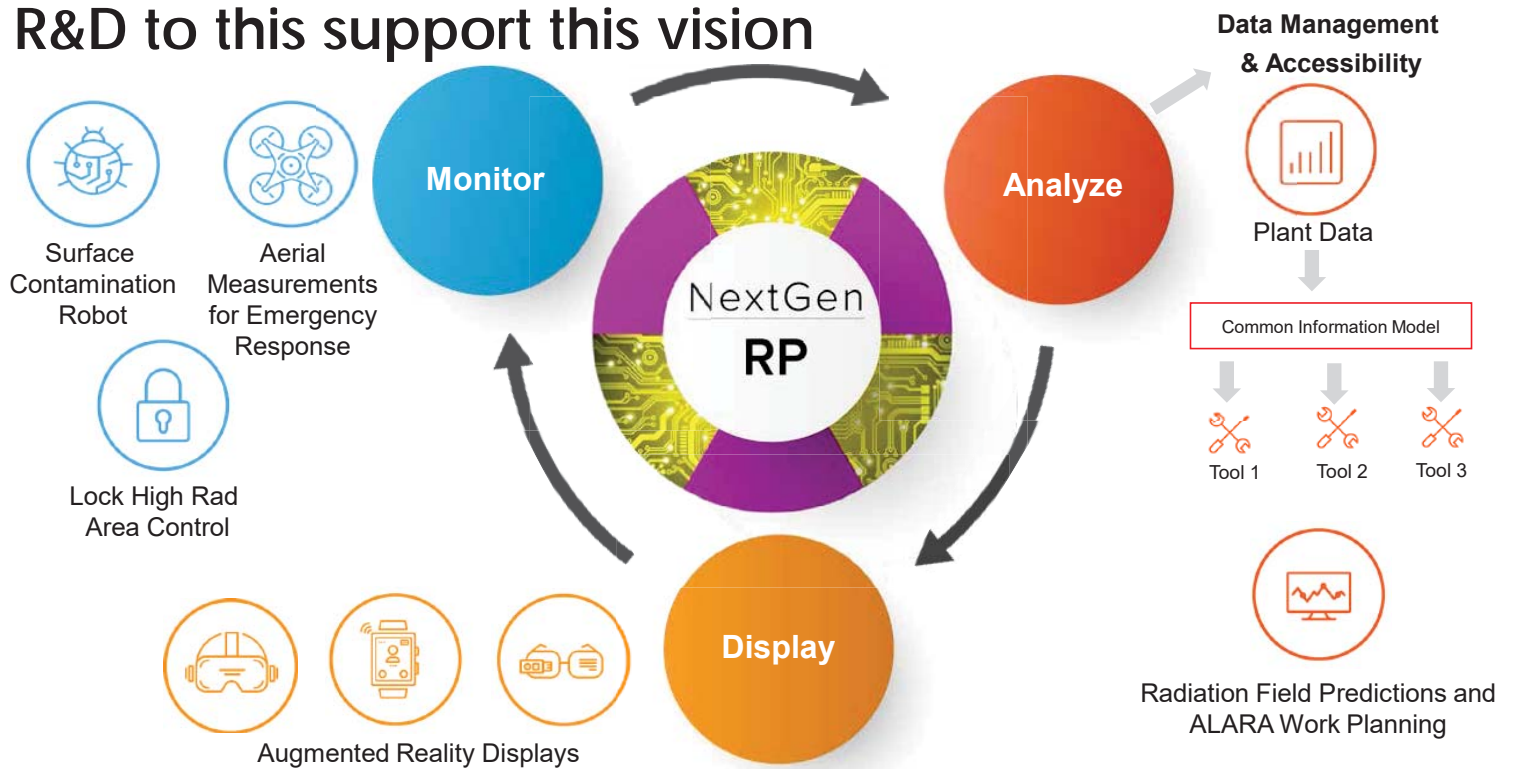 R&D to this support this vision
Monitor
Surface
Contamination
Robot
Aerial
Measurements
for Emergency
Response
Lock High Rad
Area Control
NextGen
RP
Analyze
Data Management
& Accessibility
Plant Data
Common Information Model
Tool 1
Tool 2
Tool 3
Radiation Field Predictions and
ALARA Work Planning
Display
Augmented Reality Displays